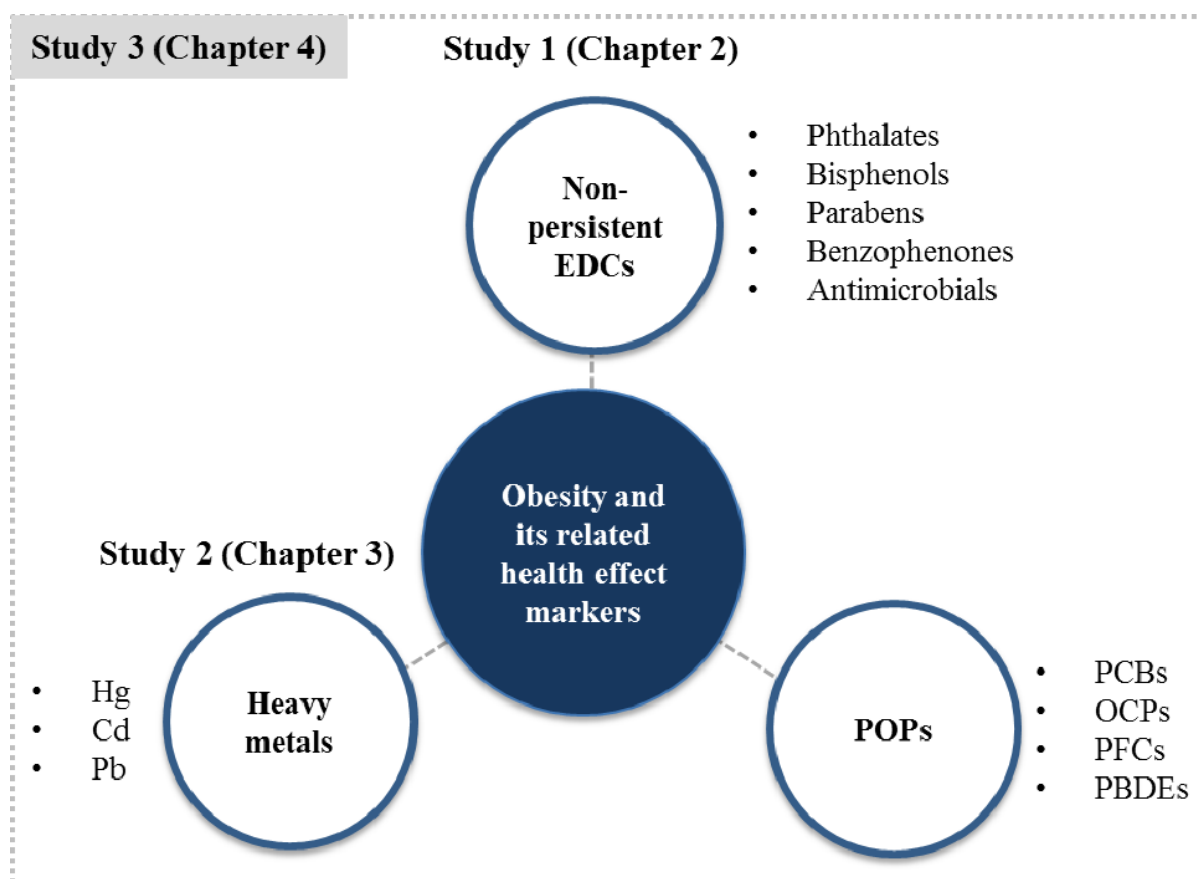 Study 3 (Chapter 4)
Study 1 (Chapter 2)
Non-
persistent
EDCs
• Phthalates
• Bisphenols
• Parabens
• Benzophenones
• Antimicrobials
Obesity and
its related
health effect
markers
Study 2 (Chapter 3)
Heavy
metals
• Hg
• Cd
• Pb
POPs
• PCBs
• OCPs
• PFCs
• PBDEs